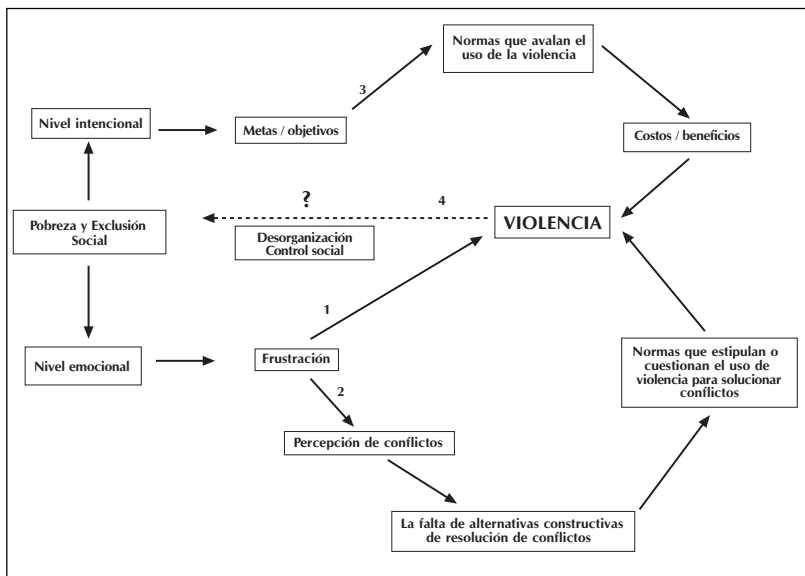 Normas que avalan el
uso de la violencia
3
Nivel intencional
Metas / objetivos
Costos / beneficios
?
4
Pobreza y Exclusión
Social
Desorganización
Control social
VIOLENCIA
1
Nivel emocional
Frustración
Normas que estipulan o
cuestionan el uso de
violencia para solucionar
conflictos
2
Percepción de conflictos
La falta de alternativas constructivas
de resolución de conflictos